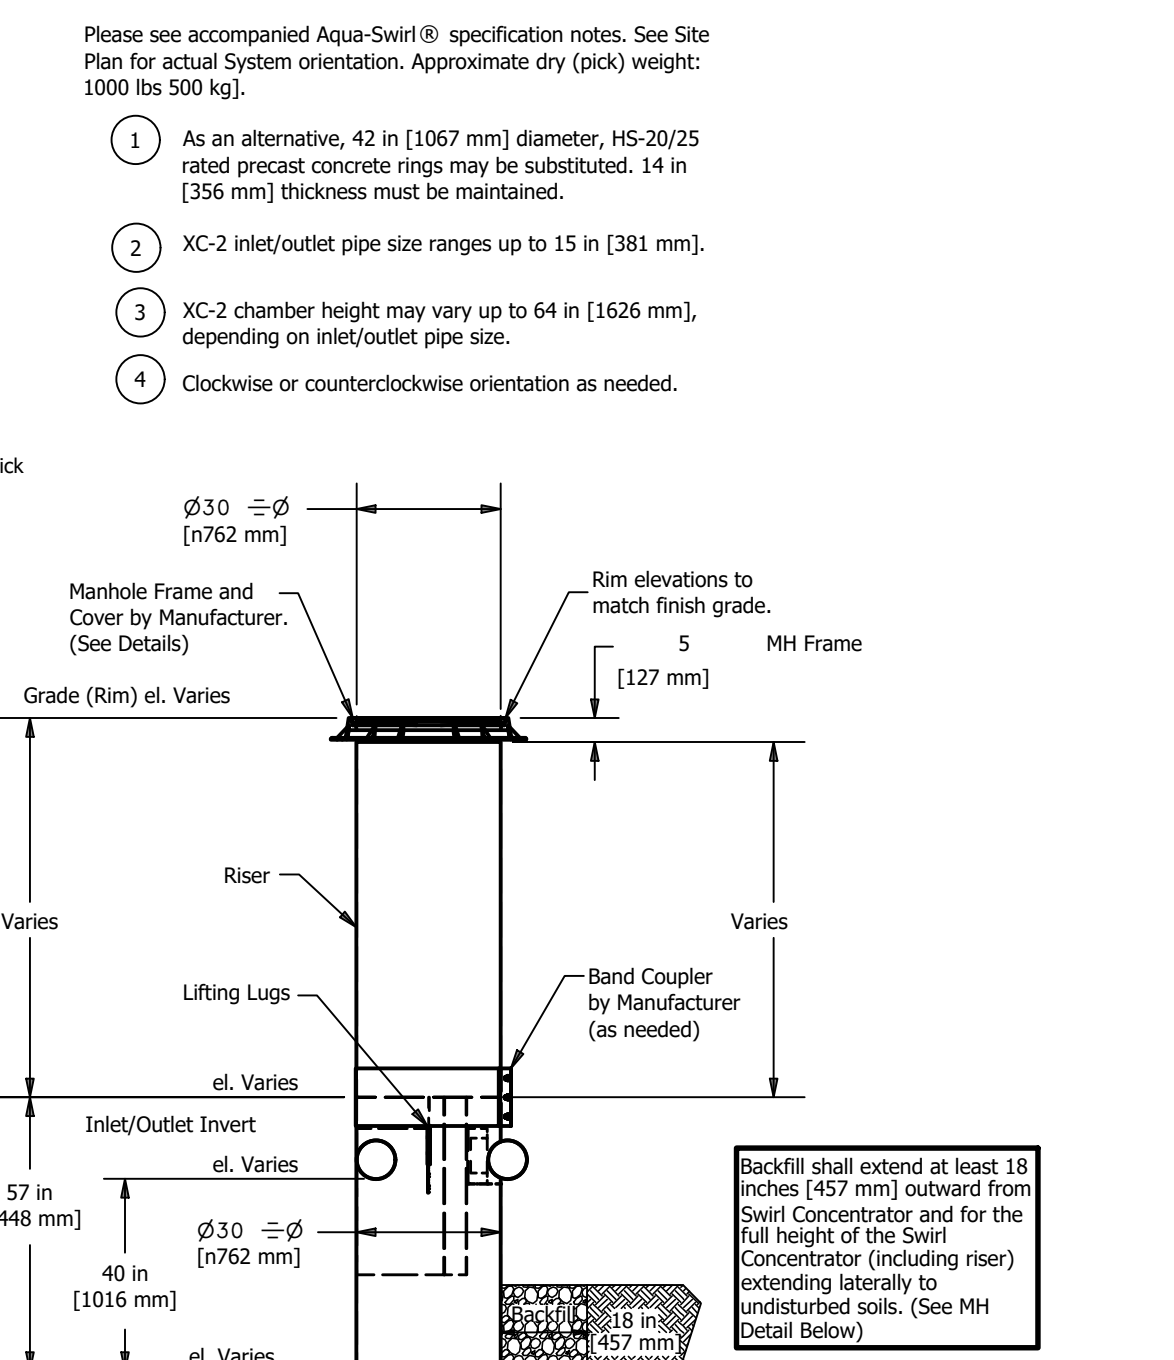 Please see accompanied Aqua-Swirl® specification notes. See Site
Plan for actual System orientation. Approximate dry (pick) weight:
1000 lbs 500 kg].
1 As an alternative, 42 in [1067 mm] diameter, HS-20/25
rated precast concrete rings may be substituted. 14 in
[356 mm] thickness must be maintained.
2 XC-2 inlet/outlet pipe size ranges up to 15 in [381 mm].
3 XC-2 chamber height may vary up to 64 in [1626 mm],
depending on inlet/outlet pipe size.
4 Clockwise or counterclockwise orientation as needed.
ick
Ø30 Ø
[n762 mm]
Manhole Frame and
Cover by Manufacturer.
(See Details)
Rim elevations to
match finish grade.
5 MH Frame
[127 mm]
Grade (Rim) el. Varies
Riser
Varies
Varies
Lifting Lugs
Band Coupler
by Manufacturer
(as needed)
el. Varies
Inlet/Outlet Invert
el. Varies
57 in
448 mm]
Ø30 Ø
[n762 mm]
40 in
[1016 mm]
el. Varies
Backfill
18 in
[457 mm]
Backfill shall extend at least 18
inches [457 mm] outward from
Swirl Concentrator and for the
full height of the Swirl
Concentrator (including riser)
extending laterally to
undisturbed soils. (See MH
Detail Below)